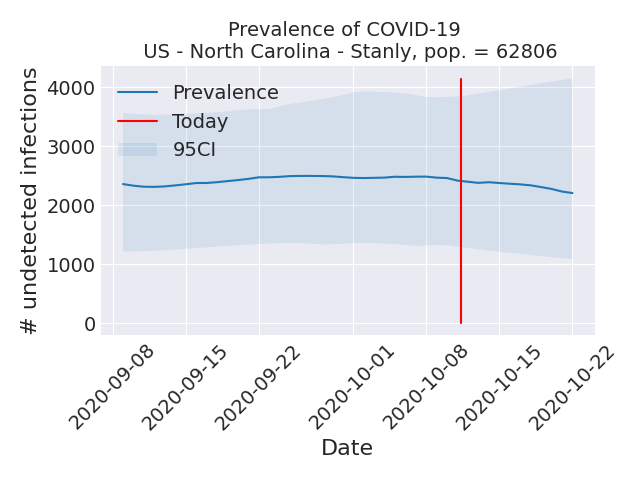 Prevalence of COVID-19
US - North Carolina - Stanly, pop. = 62806
# undetected infections
4000
3000
2000
1000
0
Prevalence
Today
95CI
2020-09-08
2020-09-15
2020-09-22
2020-10-01
2020-10-08
2020-10-15
2020-10-22
Date